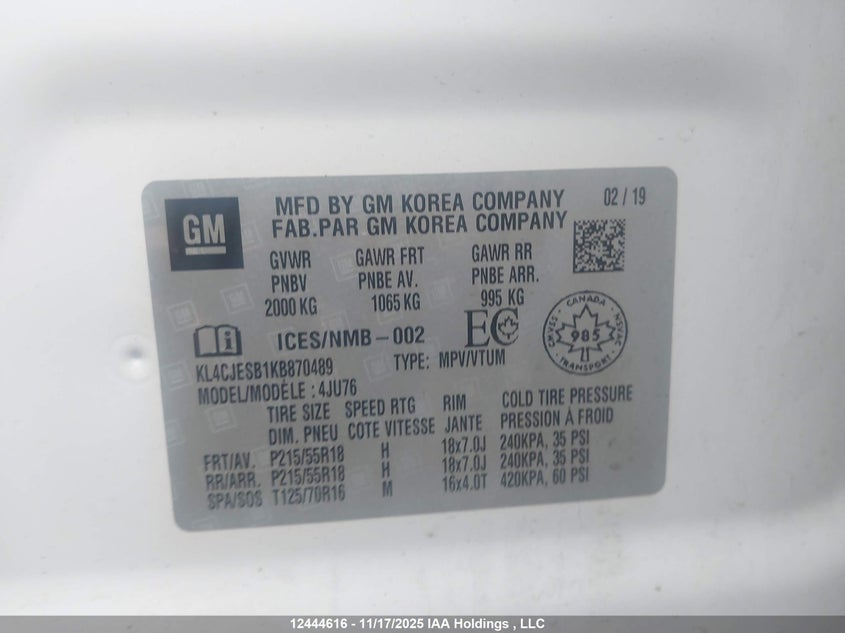 GM
MFD BY GM KOREA COMPANY 02 / 19
FAB.PAR GM KOREA COMPANY
GVWR GAWR FRT GAWR RR
PNBV PNBE AV. PNBE ARR.
2000 KG 1065 KG 995 KG
ICES/NMB-002 EC
CANADA
CMVSS 985 NSVAC
TRANSPORT
KL4CJESB1KB870489 TYPE: MPV/VTUM
MODEL/MODÈLE : 4JU76
TIRE SIZE SPEED RTG RIM COLD TIRE PRESSURE
DIM. PNEU COTE VITESSE JANTE PRESSION À FROID
FRT/AV. P215/55R18 H 18x7.0J 240KPA, 35 PSI
RR/ARR. P215/55R18 H 18x7.0J 240KPA, 35 PSI
SPA/SOS T125/70R16 M 16x4.0T 420KPA, 60 PSI
12444616 - 11/17/2025 IAA Holdings , LLC